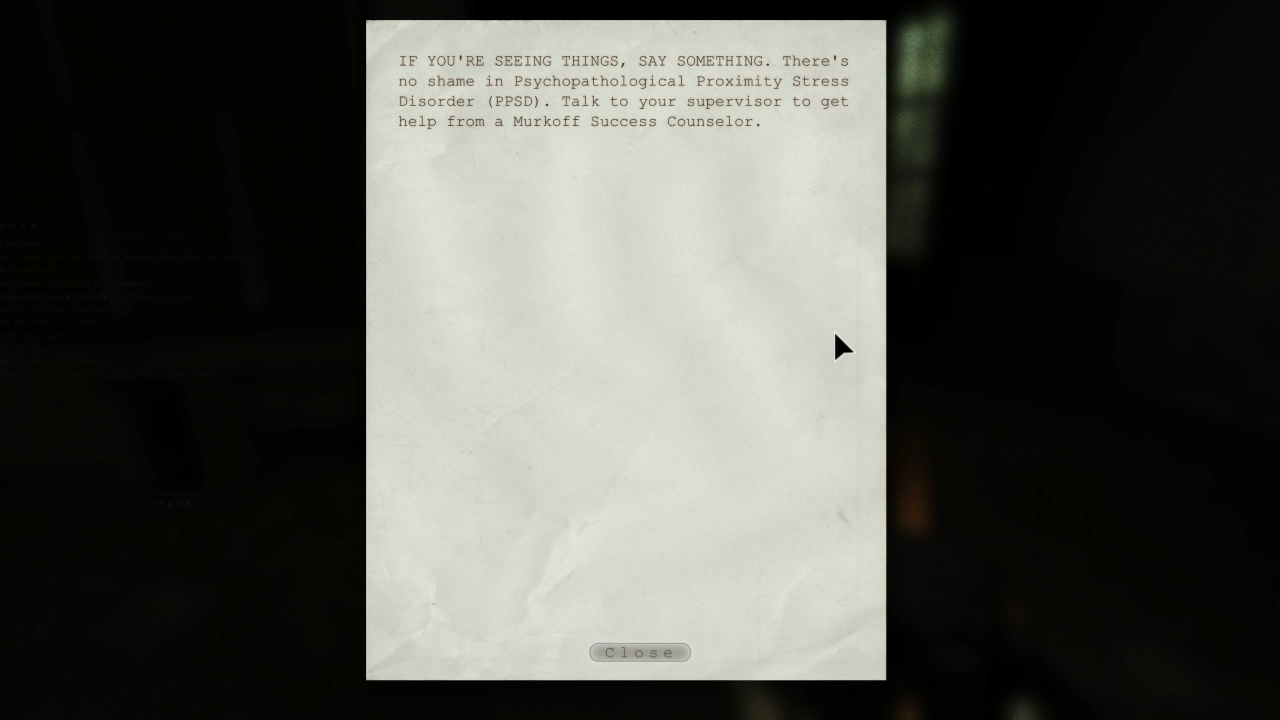 IF YOU'RE SEEING THINGS, SAY SOMETHING. There's
no shame in Psychopathological Proximity Stress
Disorder (PPSD). Talk to your supervisor to get
help from a Murkoff Success Counselor.
Close